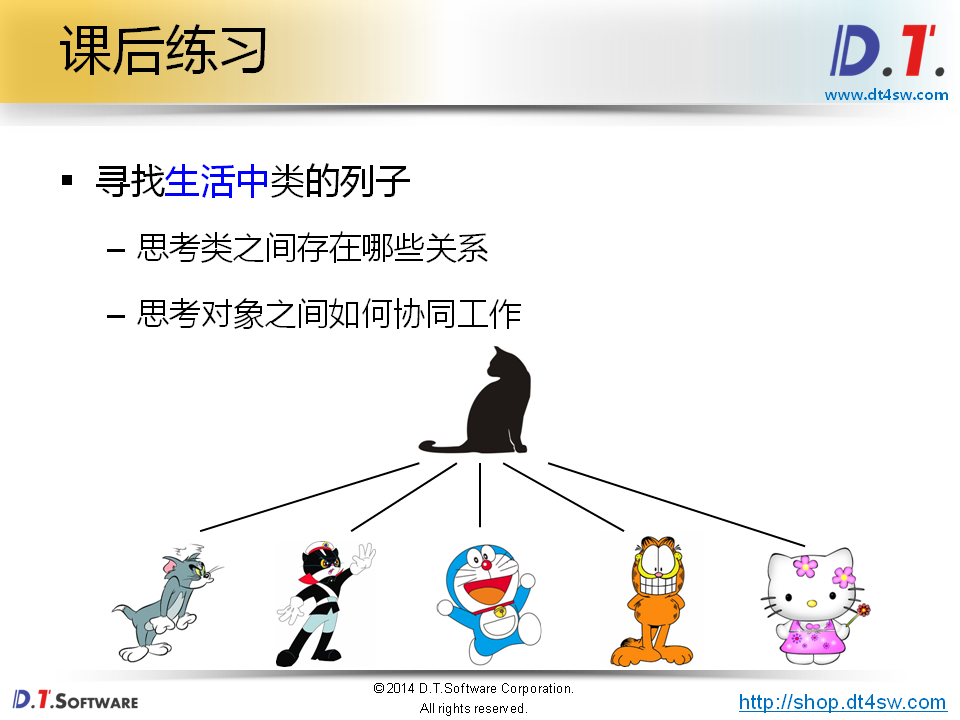 课后练习
D.T.
www.dt4sw.com
▪ 寻找生活中类的列子
– 思考类之间存在哪些关系
– 思考对象之间如何协同工作
D.T.SOFTWARE
©2014 D.T.Software Corporation.
All rights reserved.
http://shop.dt4sw.com